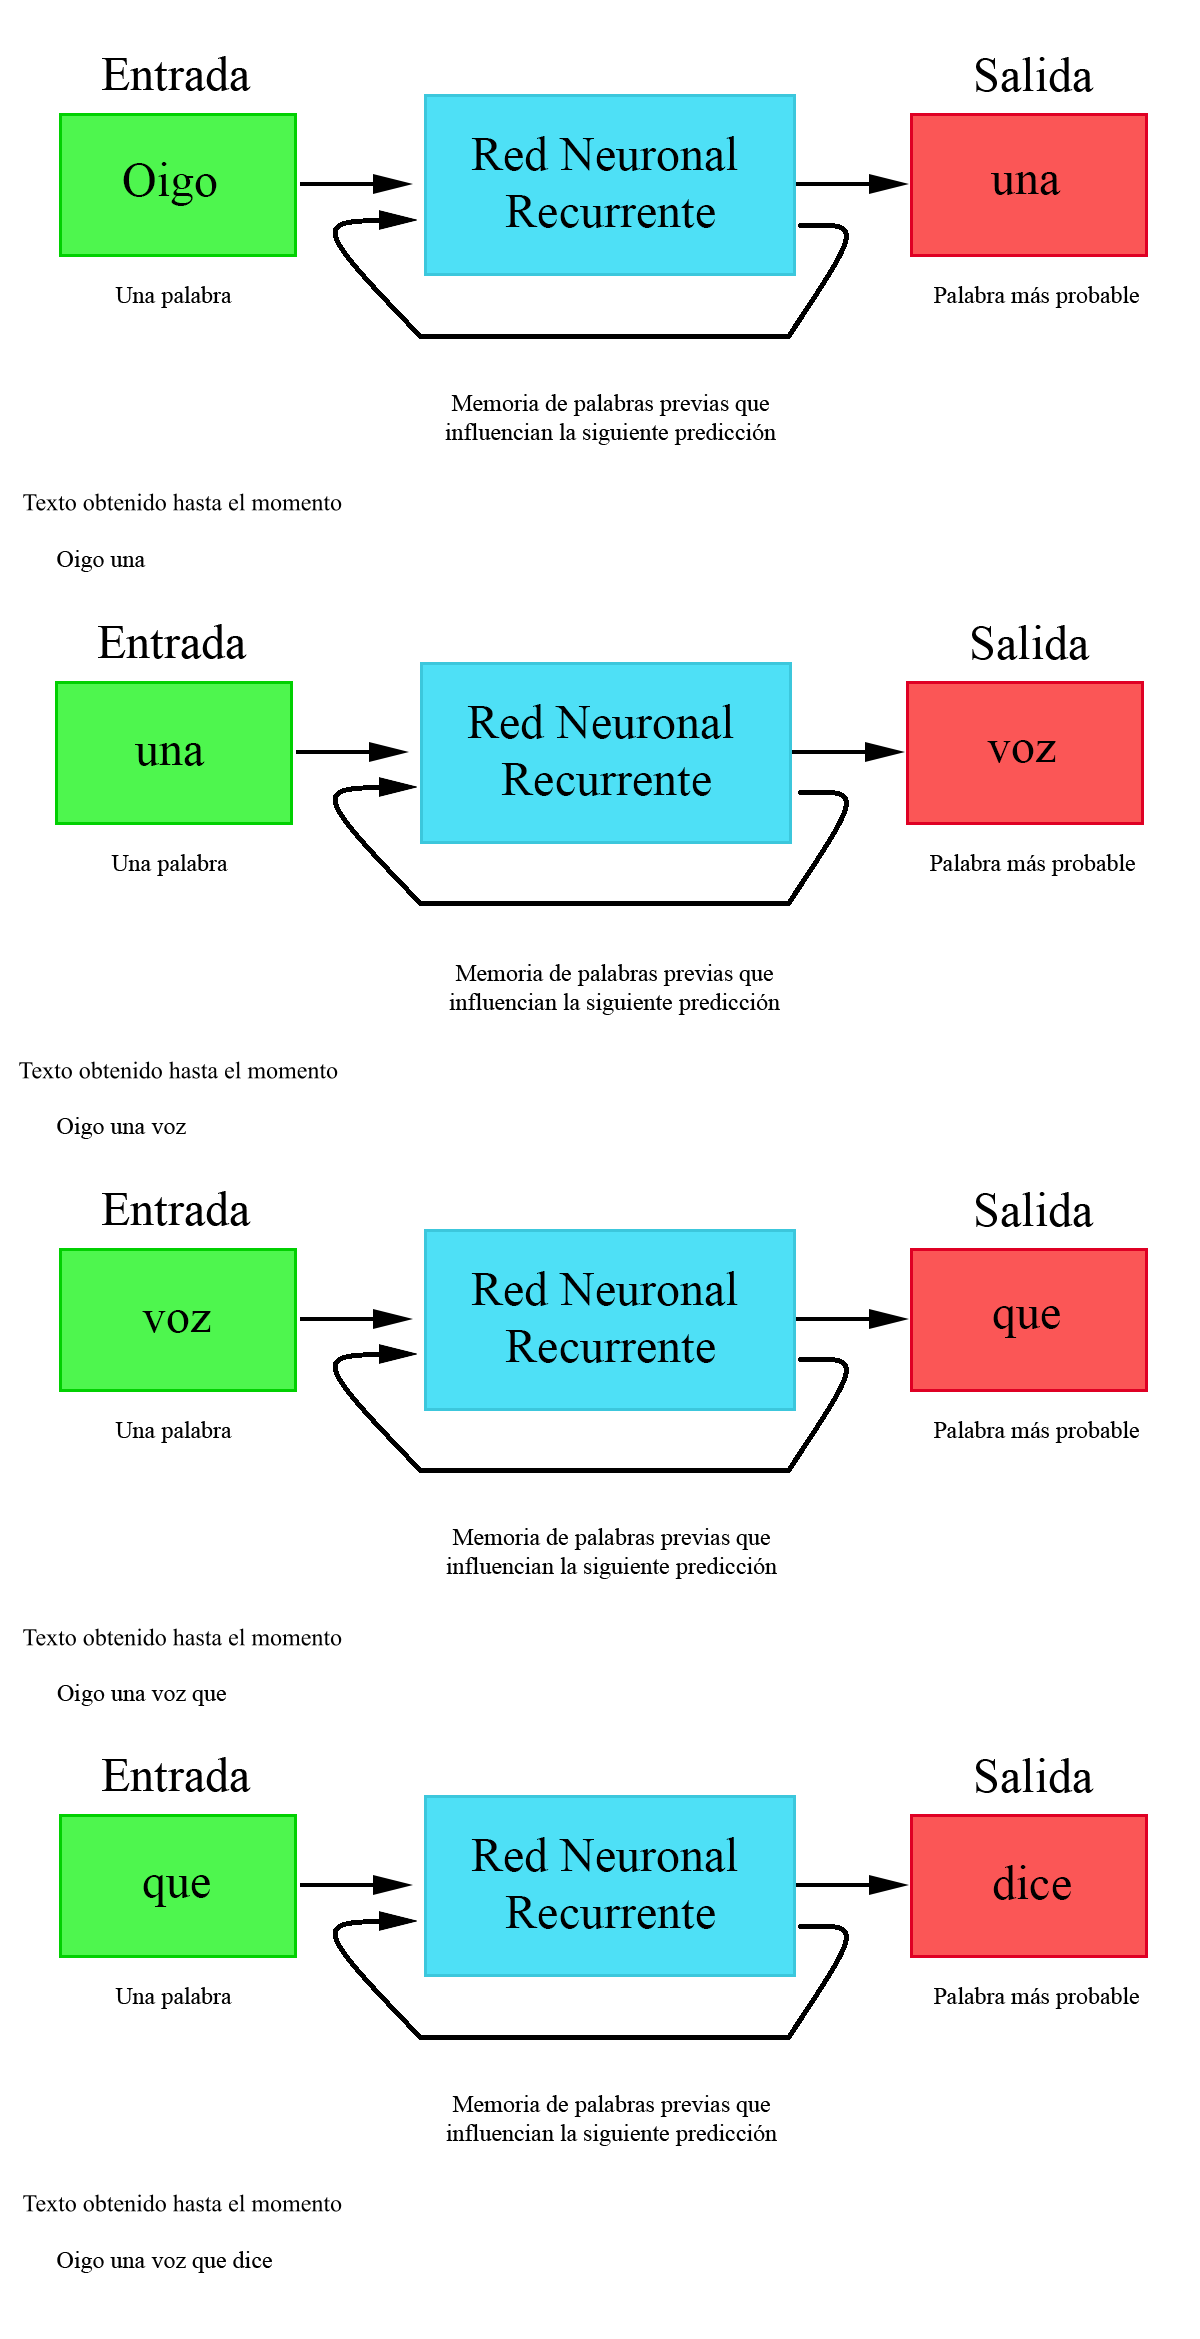 Entrada
Salida
Oigo
Red Neuronal
Recurrente
una
Una palabra
Palabra más probable
Memoria de palabras previas que
influencian la siguiente predicción
Texto obtenido hasta el momento
Oigo una
Entrada
Salida
una
Red Neuronal
Recurrente
voz
Una palabra
Palabra más probable
Memoria de palabras previas que
influencian la siguiente predicción
Texto obtenido hasta el momento
Oigo una voz
Entrada
Salida
voz
Red Neuronal
Recurrente
que
Una palabra
Palabra más probable
Memoria de palabras previas que
influencian la siguiente predicción
Texto obtenido hasta el momento
Oigo una voz que
Entrada
Salida
que
Red Neuronal
Recurrente
dice
Una palabra
Palabra más probable
Memoria de palabras previas que
influencian la siguiente predicción
Texto obtenido hasta el momento
Oigo una voz que dice